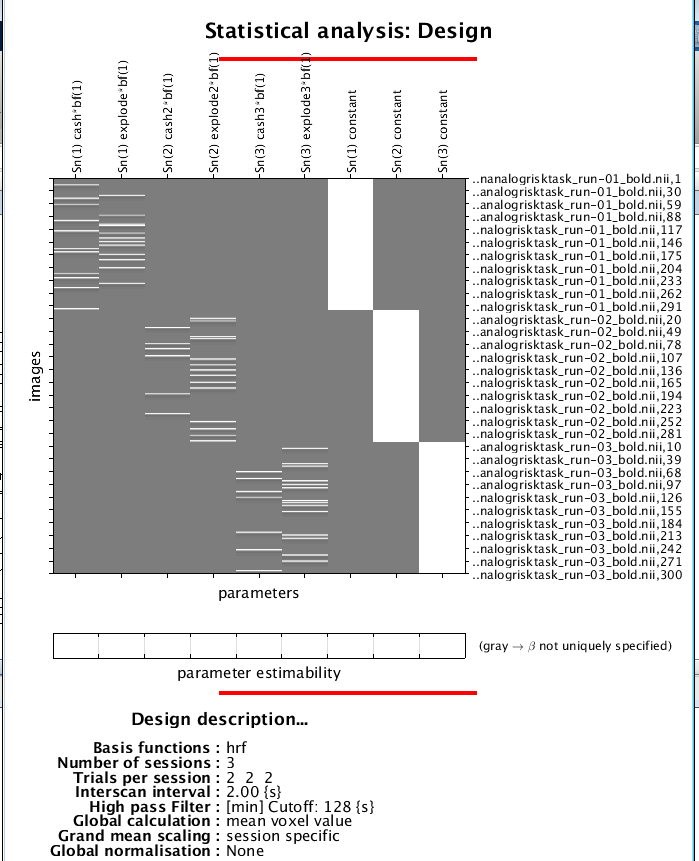 Statistical analysis: Design
Sn(1) cash*bf(1)
Sn(1) explode*bf(1)
Sn(2) cash2*bf(1)
Sn(2) explode2*bf(1)
Sn(3) cash3*bf(1)
Sn(3) explode3*bf(1)
Sn(1) constant
Sn(2) constant
Sn(3) constant
images
..nanalogrisktask_run-01_bold.nii,1
..analogrisktask_run-01_bold.nii,30
..analogrisktask_run-01_bold.nii,59
..analogrisktask_run-01_bold.nii,88
..nalogrisktask_run-01_bold.nii,117
..nalogrisktask_run-01_bold.nii,146
..nalogrisktask_run-01_bold.nii,175
..nalogrisktask_run-01_bold.nii,204
..nalogrisktask_run-01_bold.nii,233
..nalogrisktask_run-01_bold.nii,262
..nalogrisktask_run-01_bold.nii,291
..analogrisktask_run-02_bold.nii,20
..analogrisktask_run-02_bold.nii,49
..analogrisktask_run-02_bold.nii,78
..nalogrisktask_run-02_bold.nii,107
..nalogrisktask_run-02_bold.nii,136
..nalogrisktask_run-02_bold.nii,165
..nalogrisktask_run-02_bold.nii,194
..nalogrisktask_run-02_bold.nii,223
..nalogrisktask_run-02_bold.nii,252
..nalogrisktask_run-02_bold.nii,281
..analogrisktask_run-03_bold.nii,10
..analogrisktask_run-03_bold.nii,39
..analogrisktask_run-03_bold.nii,68
..analogrisktask_run-03_bold.nii,97
..nalogrisktask_run-03_bold.nii,126
..nalogrisktask_run-03_bold.nii,155
..nalogrisktask_run-03_bold.nii,184
..nalogrisktask_run-03_bold.nii,213
..nalogrisktask_run-03_bold.nii,242
..nalogrisktask_run-03_bold.nii,271
..nalogrisktask_run-03_bold.nii,300
parameters
(gray → β not uniquely specified)
parameter estimability
Design description...
Basis functions : hrf
Number of sessions : 3
Trials per session : 2 2 2
Interscan interval : 2.00 {s}
High pass Filter : [min] Cutoff: 128 {s}
Global calculation : mean voxel value
Grand mean scaling : session specific
Global normalisation : None